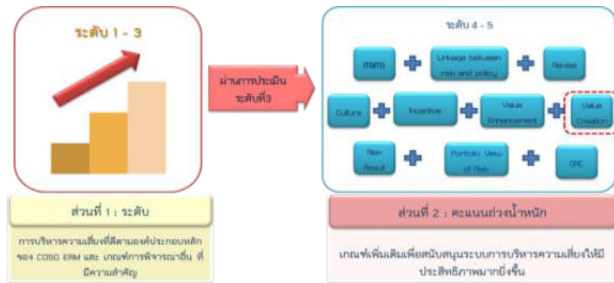 ระดับ 1 - 3
ระดับ 4 - 5
ผ่านการประเมิน
ระดับที่3
Linkage between
risk and policy
Review
Culture
Incentive
Value
Enhancement
Value
Creation
Risk
Result
Portfolio View
of Risk
GRC
ส่วนที่ 1 : ระดับ
การบริหารความเสี่ยงที่ดีตามองค์ประกอบหลัก
ของ COSO ERM และ เกณฑ์การพิจารณาอื่น ที่
มีความสำคัญ
ส่วนที่ 2 : คะแนนถ่วงน้ำหนัก
เกณฑ์เพิ่มเติมเพื่อสนับสนุนระบบการบริหารความเสี่ยงให้มี
ประสิทธิภาพมากยิ่งขึ้น